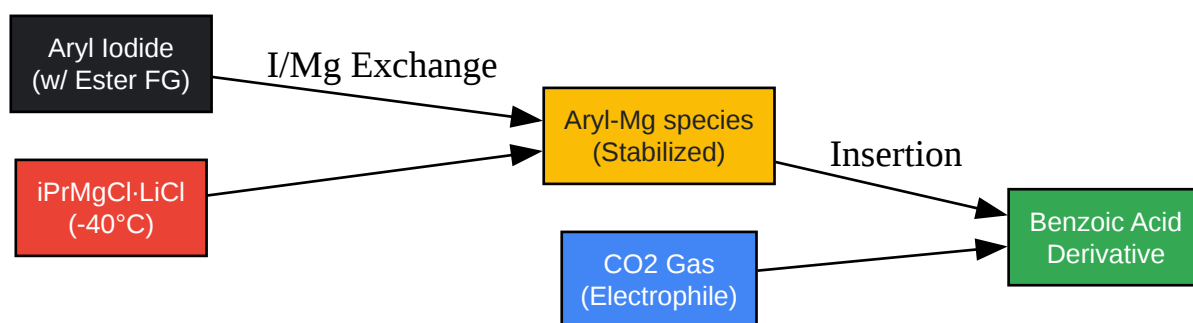 Aryl Iodide
(w/ Ester FG)
I/Mg Exchange
iPrMgCl·LiCl
(-40°C)
Aryl-Mg species
(Stabilized)
Insertion
CO2 Gas
(Electrophile)
Benzoic Acid
Derivative